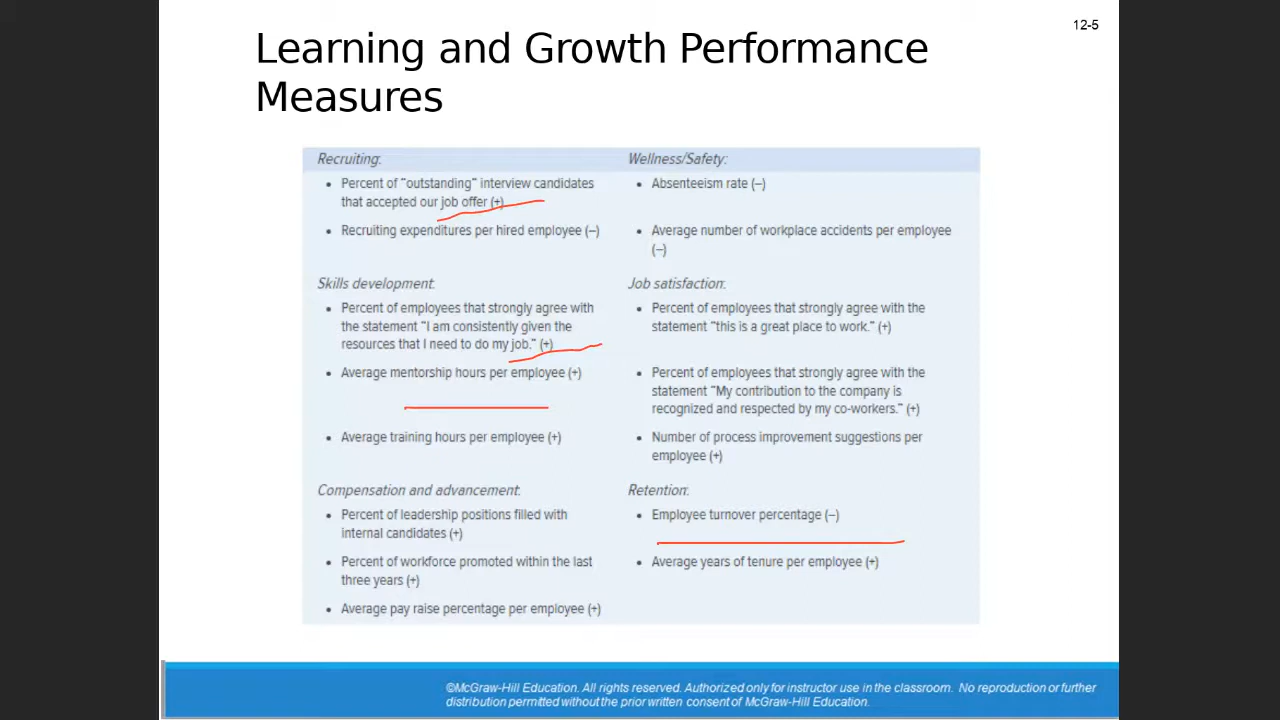 12-5
Learning and Growth Performance
Measures
Recruiting:
Percent of "outstanding" interview candidates
that accepted our job offer (+)
Recruiting expenditures per hired employee (–)
Skills development:
Percent of employees that strongly agree with
the statement "I am consistently given the
resources that I need to do my job." (+)
Average mentorship hours per employee (+)
Average training hours per employee (+)
Compensation and advancement:
Percent of leadership positions filled with
internal candidates (+)
Percent of workforce promoted within the last
three years (+)
Average pay raise percentage per employee (+)
Wellness/Safety:
Absenteeism rate (–)
Average number of workplace accidents per employee
(–)
Job satisfaction:
Percent of employees that strongly agree with the
statement "this is a great place to work." (+)
Percent of employees that strongly agree with the
statement "My contribution to the company is
recognized and respected by my co-workers." (+)
Number of process improvement suggestions per
employee (+)
Retention:
Employee turnover percentage (–)
Average years of tenure per employee (+)
©McGraw-Hill Education. All rights reserved. Authorized only for instructor use in the classroom. No reproduction or further
distribution permitted without the prior written consent of McGraw-Hill Education.